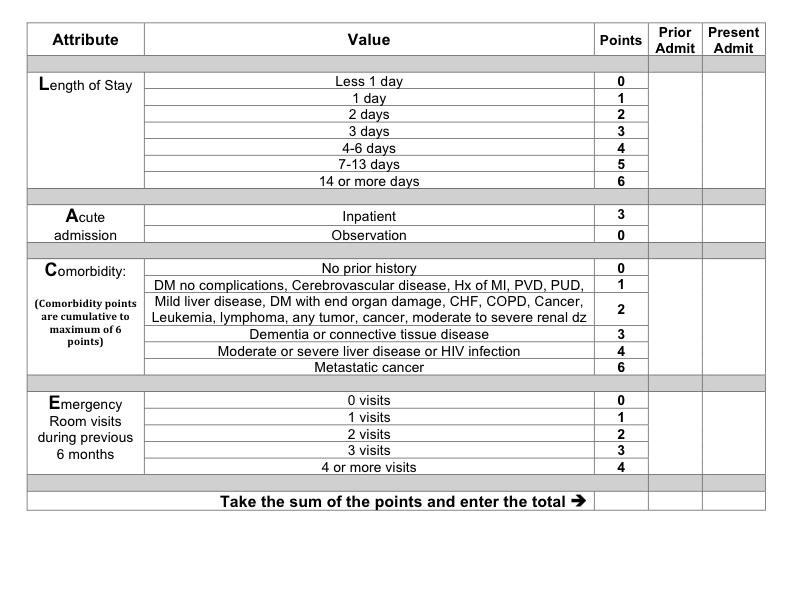 Attribute Value Points Prior Admit Present Admit
Length of Stay Less 1 day 0
1 day 1
2 days 2
3 days 3
4-6 days 4
7-13 days 5
14 or more days 6
Acute admission Inpatient 3
Observation 0
Comorbidity: No prior history 0
(Comorbidity points are cumulative to maximum of 6 points)
DM no complications, Cerebrovascular disease, Hx of MI, PVD, PUD, 1
Mild liver disease, DM with end organ damage, CHF, COPD, Cancer,
Leukemia, lymphoma, any tumor, cancer, moderate to severe renal dz 2
Dementia or connective tissue disease 3
Moderate or severe liver disease or HIV infection 4
Metastatic cancer 6
Emergency Room visits during previous 6 months 0 visits 0
1 visits 1
2 visits 2
3 visits 3
4 or more visits 4
Take the sum of the points and enter the total ➔